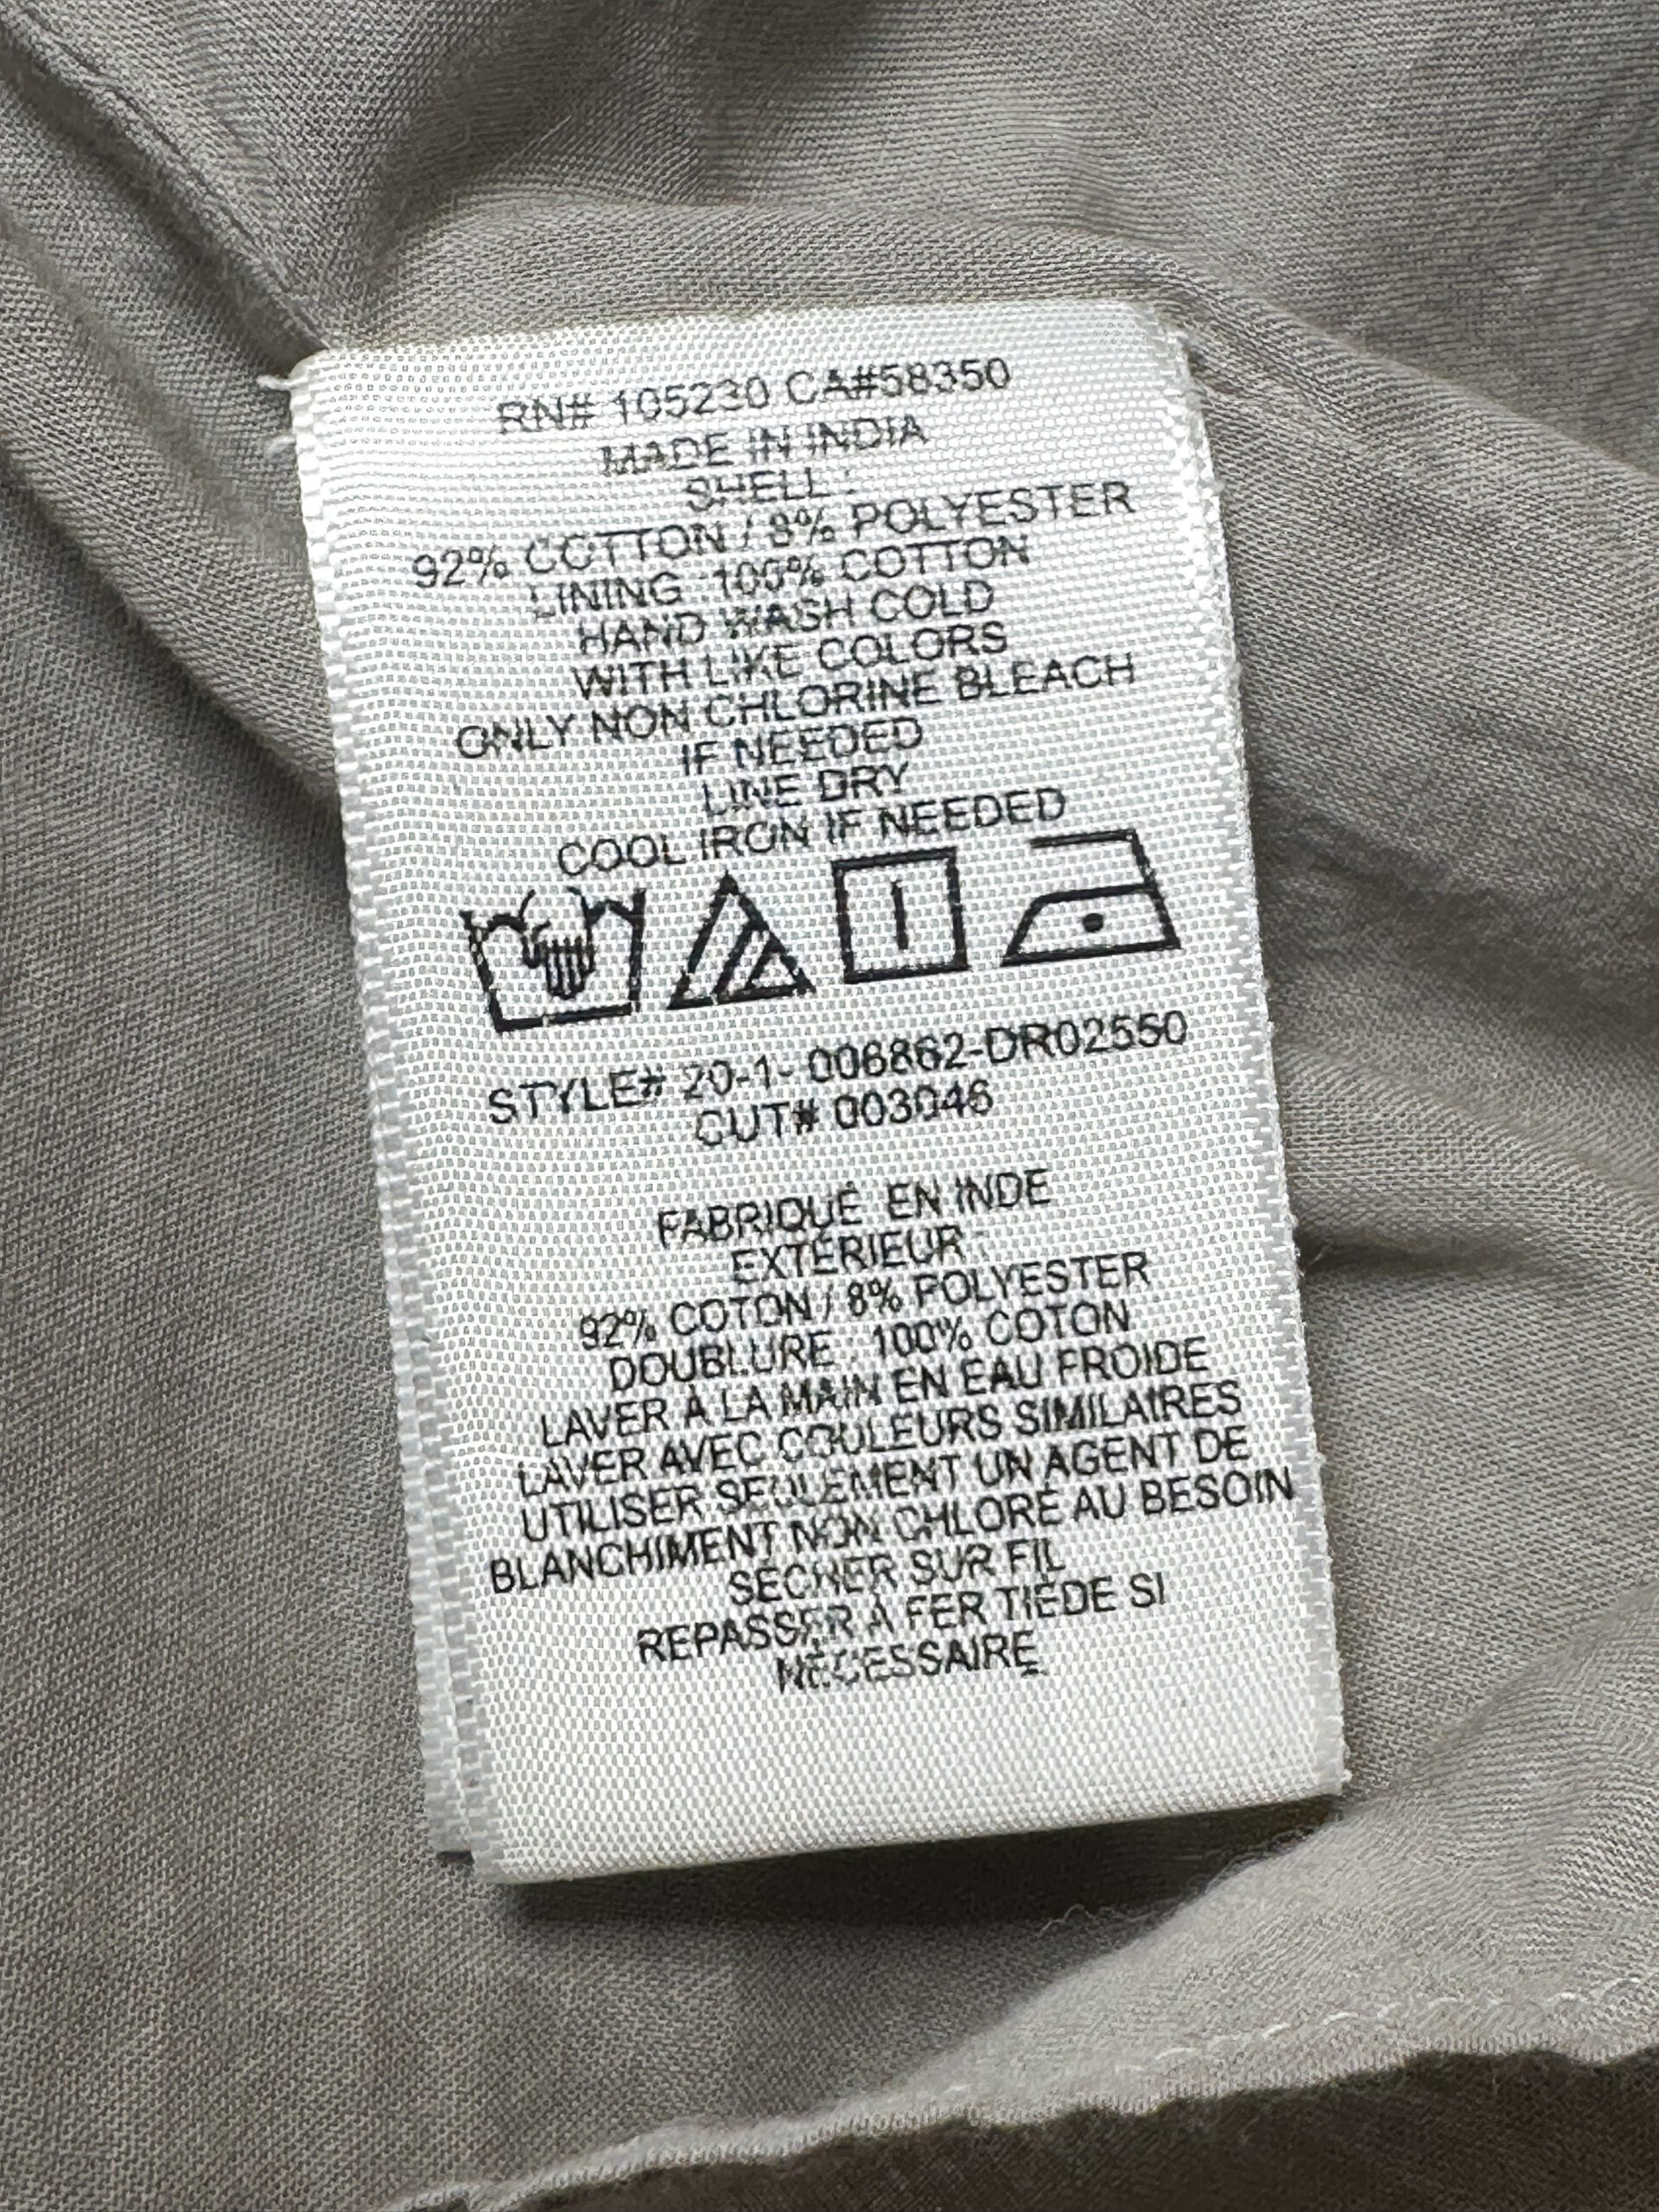 RN# 105230 CA#58350
MADE IN INDIA
SHELL :
92% COTTON / 8% POLYESTER
LINING :100% COTTON
HAND WASH COLD
WITH LIKE COLORS
ONLY NON CHLORINE BLEACH
IF NEEDED
LINE DRY
COOL IRON IF NEEDED
STYLE# 20-1- 006862-DR02550
CUT# 003046
FABRIQUÉ EN INDE
EXTÉRIEUR :
92% COTON / 8% POLYESTER
DOUBLURE : 100% COTON
LAVER À LA MAIN EN EAU FROIDE
LAVER AVEC COULEURS SIMILAIRES
UTILISER SEULEMENT UN AGENT DE
BLANCHIMENT NON CHLORÉ AU BESOIN
SÉCHER SUR FIL
REPASSER À FER TIÈDE SI
NÉCESSAIRE